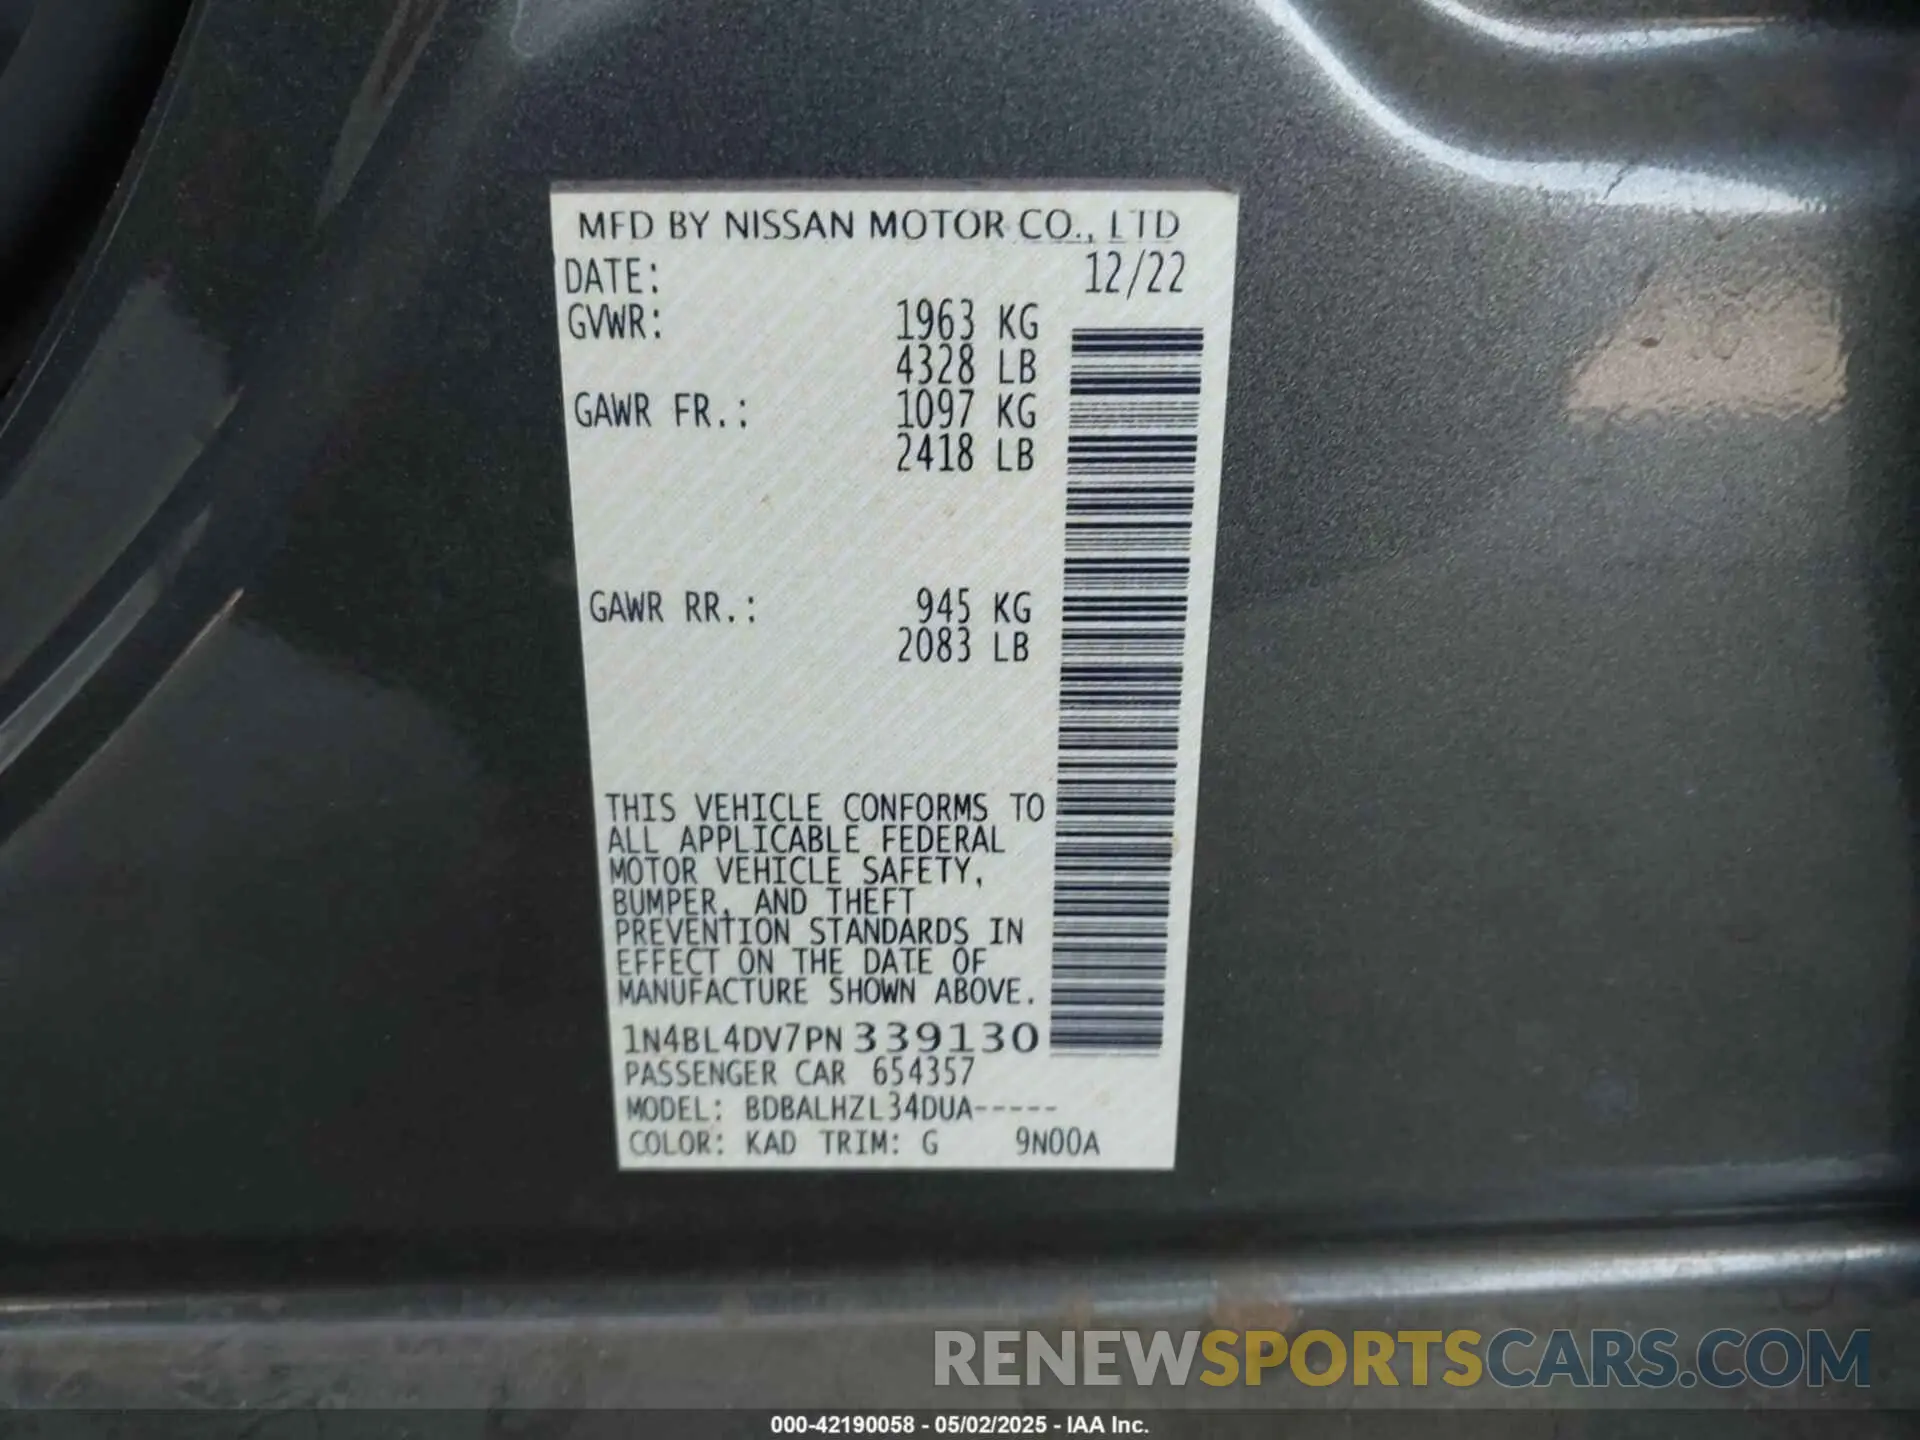 MFD BY NISSAN MOTOR CO., LTD
DATE: 12/22
GVWR: 1963 KG
4328 LB
GAWR FR.: 1097 KG
2418 LB
GAWR RR.: 945 KG
2083 LB
THIS VEHICLE CONFORMS TO
ALL APPLICABLE FEDERAL
MOTOR VEHICLE SAFETY,
BUMPER, AND THEFT
PREVENTION STANDARDS IN
EFFECT ON THE DATE OF
MANUFACTURE SHOWN ABOVE.
1N4BL4DV7PN339130
PASSENGER CAR 654357
MODEL: BDBALHZL34DUA-----
COLOR: KAD TRIM: G 9N00A
RENEWSPORTSCARS.COM
000-42190058 - 05/02/2025 - IAA Inc.